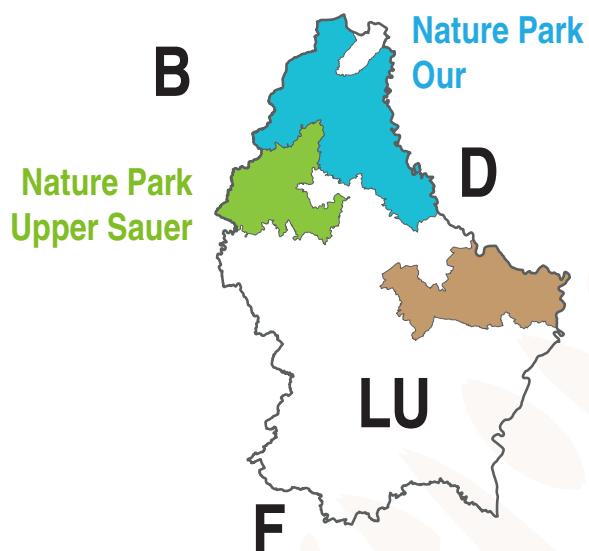 Nature Park
Our
B
D
Nature Park
Upper Sauer
LU
F